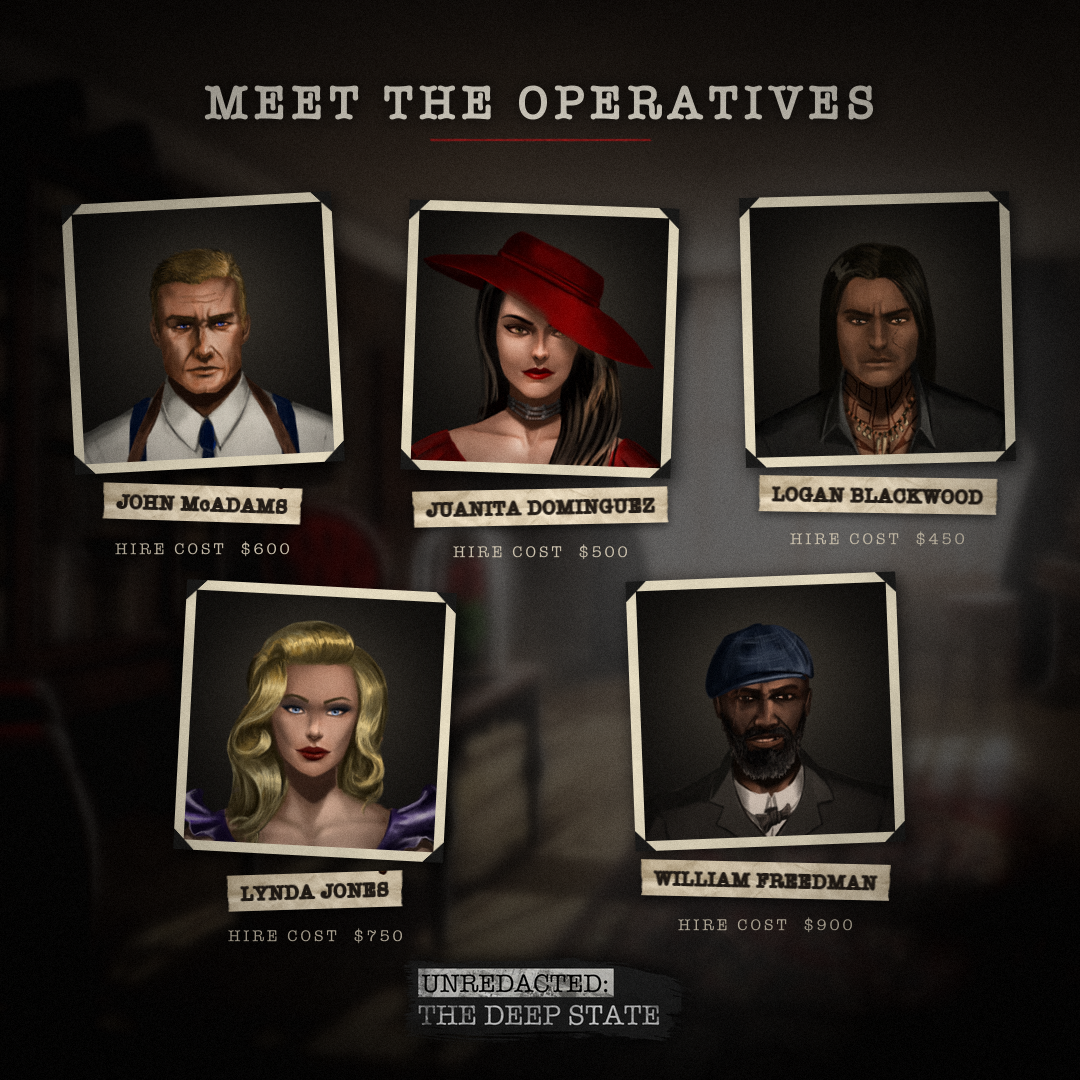 MEET THE OPERATIVES
JOHN McADAMS
HIRE COST $600
JUANITA DOMINGUEZ
HIRE COST $500
LOGAN BLACKWOOD
HIRE COST $450
LYNDA JONES
HIRE COST $750
WILLIAM FREEDMAN
HIRE COST $900
UNREDACTED:
THE DEEP STATE